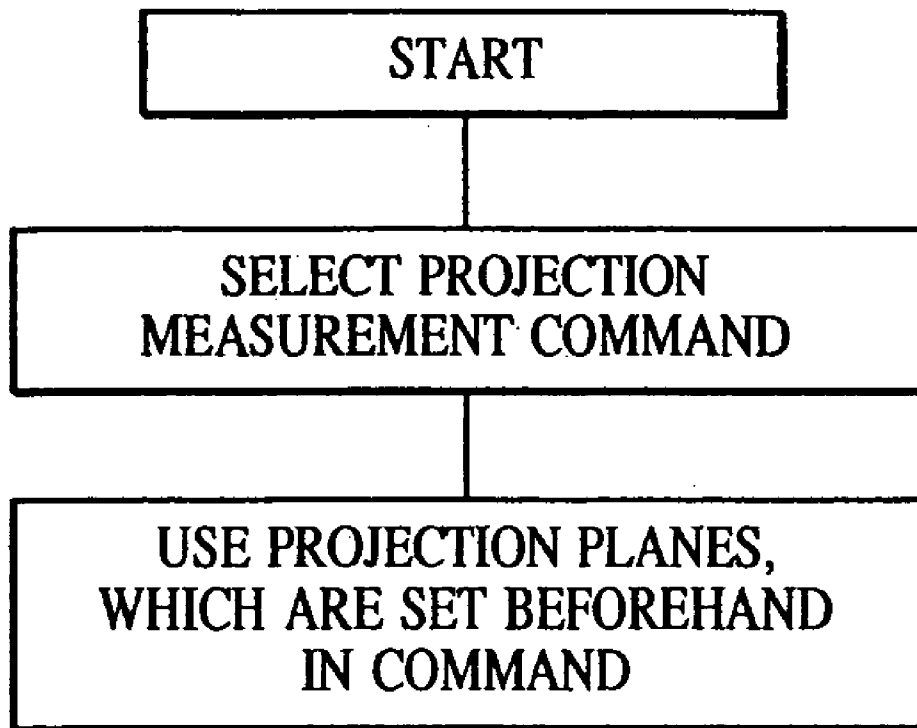 START
SELECT PROJECTION
MEASUREMENT COMMAND
USE PROJECTION PLANES,
WHICH ARE SET BEFOREHAND
IN COMMAND